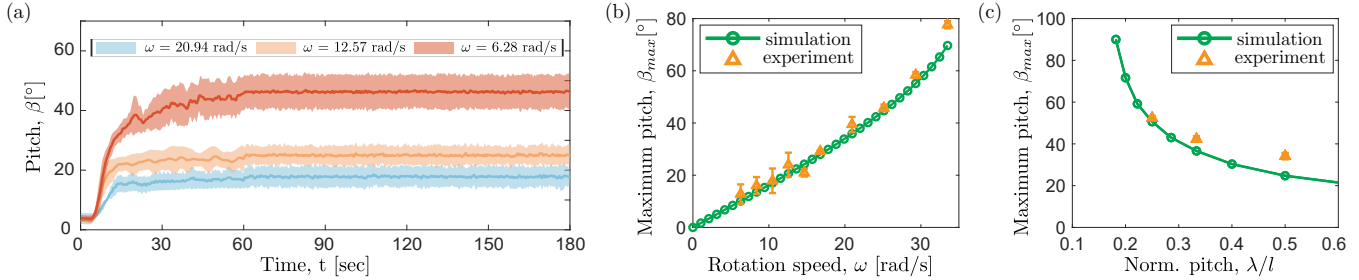 (a)
60
40
20
0
Pitch, β[°]
ω = 20.94 rad/s
ω = 12.57 rad/s
ω = 6.28 rad/s
0 30 60 90 120 150 180
Time, t [sec]
(b)
80
60
40
20
0
Maximum pitch, βmax[°]
simulation
experiment
0 10 20 30
Rotation speed, ω [rad/s]
(c)
100
80
60
40
20
0
Maximum pitch, βmax[°]
simulation
experiment
0.1 0.2 0.3 0.4 0.5 0.6
Norm. pitch, λ/l